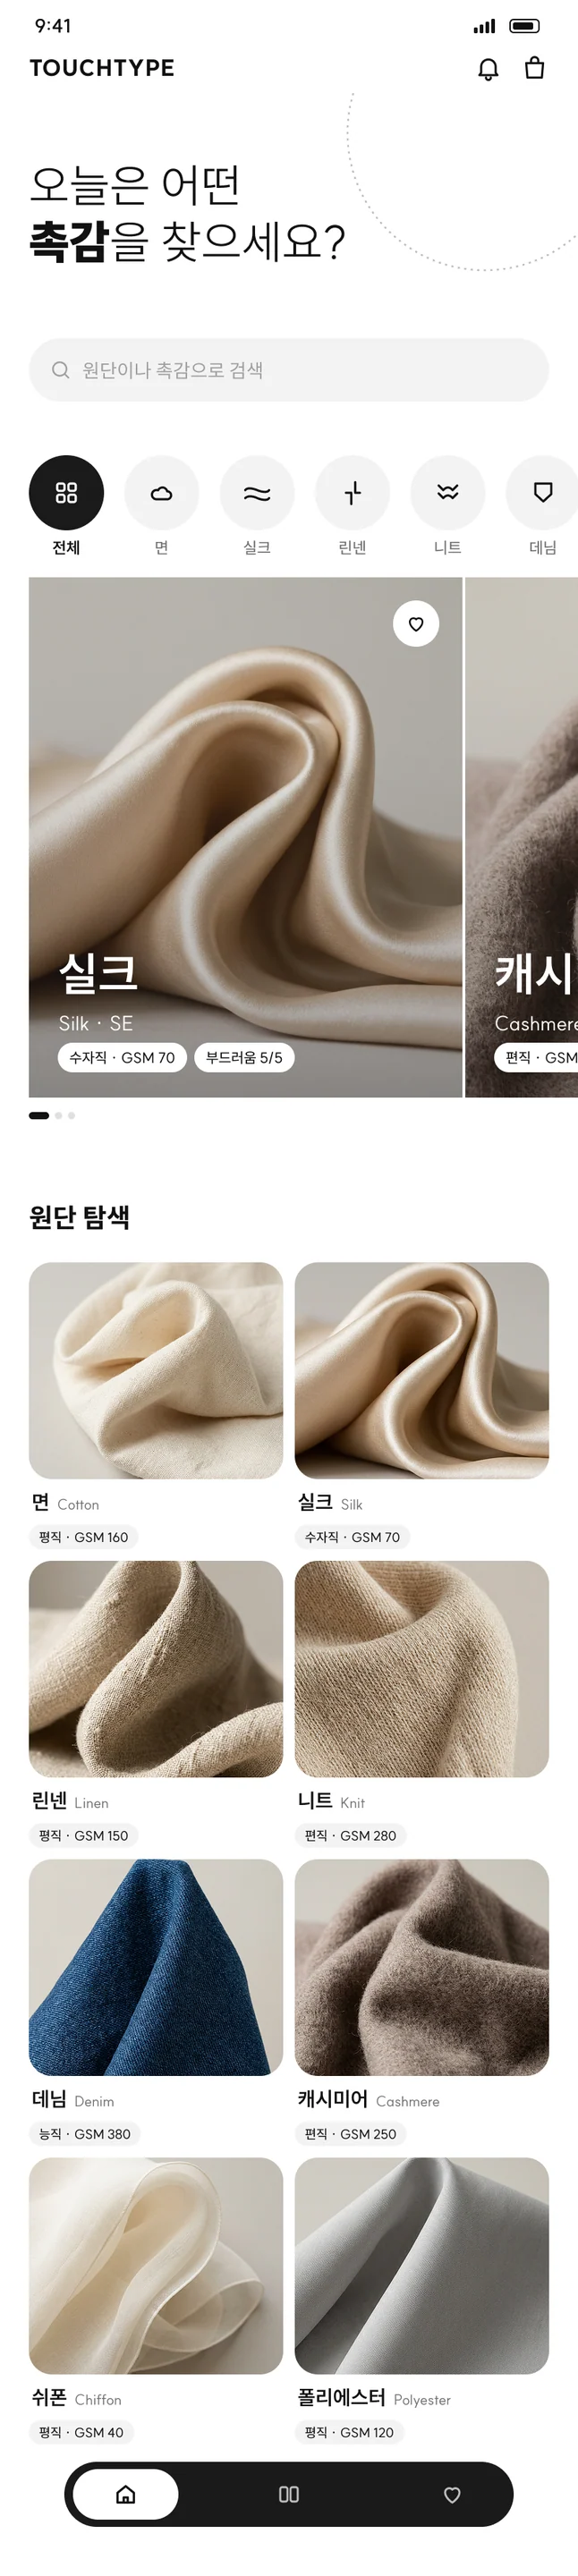 9:41
TOUCHTYPE
오늘은 어떤
촉감을 찾으세요?
원단이나 촉감으로 검색
전체 면 실크 린넨 니트 데님
실크
Silk · SE
수자직 · GSM 70 부드러움 5/5
캐시
Cashmere
편직 · GSM
원단 탐색
면 Cotton
평직 · GSM 160
실크 Silk
수자직 · GSM 70
린넨 Linen
평직 · GSM 150
니트 Knit
편직 · GSM 280
데님 Denim
능직 · GSM 380
캐시미어 Cashmere
편직 · GSM 250
쉬폰 Chiffon
평직 · GSM 40
폴리에스터 Polyester
평직 · GSM 120